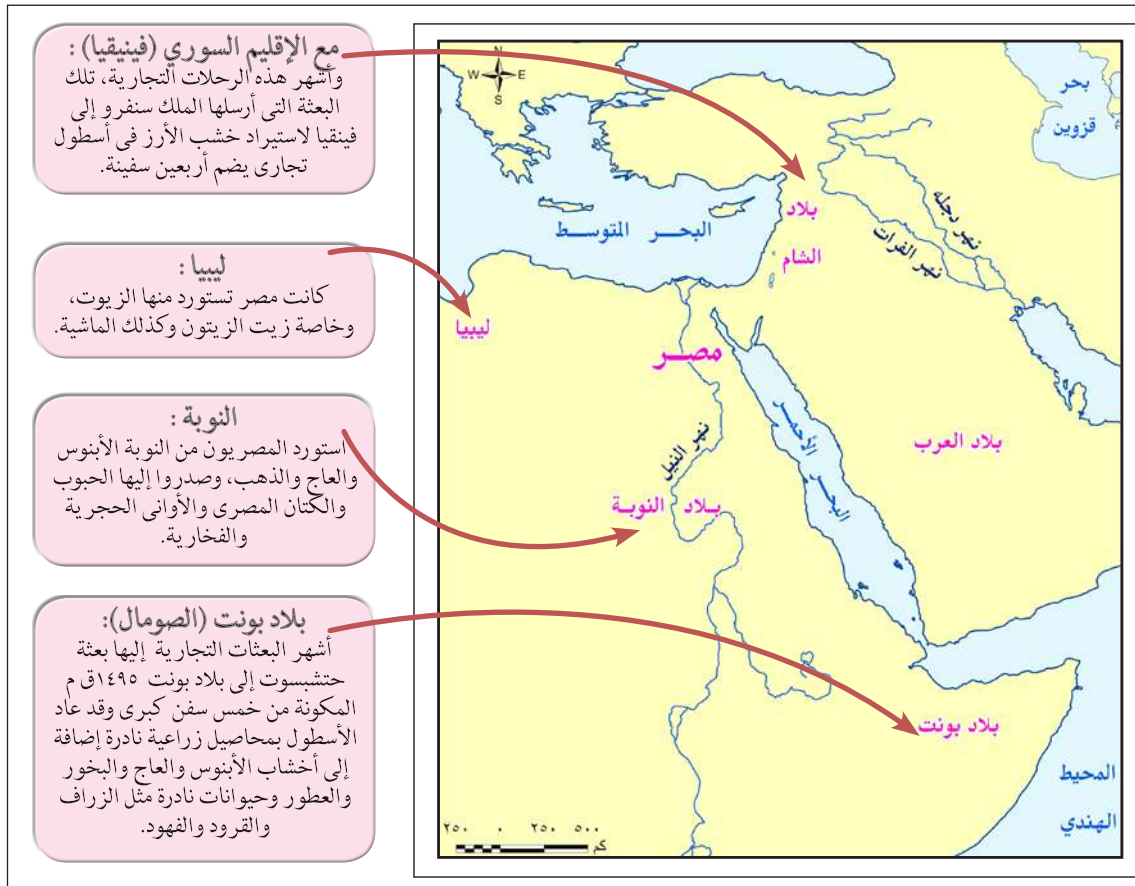 مع الإقليم السوري (فينيقيا) :
وأشهر هذه الرحلات التجارية، تلك
البعثة التى أرسلها الملك سنفرو إلى
فينقيا لاستيراد خشب الأرز فى أسطول
تجارى يضم أربعين سفينة.
ليبيا :
كانت مصر تستورد منها الزيوت،
وخاصة زيت الزيتون وكذلك الماشية.
النوبة :
استورد المصريون من النوبة الأبنوس
والعاج والذهب، وصدروا إليها الحبوب
والكتان المصرى والأوانى الحجرية
والفخارية.
بلاد بونت (الصومال):
أشهر البعثات التجارية إليها بعثة
حتشبسوت إلى بلاد بونت ١٤٩٥ق م
المكونة من خمس سفن كبرى وقد عاد
الأسطول بمحاصيل زراعية نادرة إضافة
إلى أخشاب الأبنوس والعاج والبخور
والعطور وحيوانات نادرة مثل الزراف
والقرود والفهود.
N
W E
S
بحر
قزوين
نهر دجله
نهر الفرات
بلاد
الشام
البحر المتوسط
ليبيا
مصر
نهر النيل
البحر الأحمر
بلاد العرب
بلاد النوبة
بلاد بونت
المحيط
الهندي
٢٥٠ ٠ ٢٥٠ ٥٠٠
كم